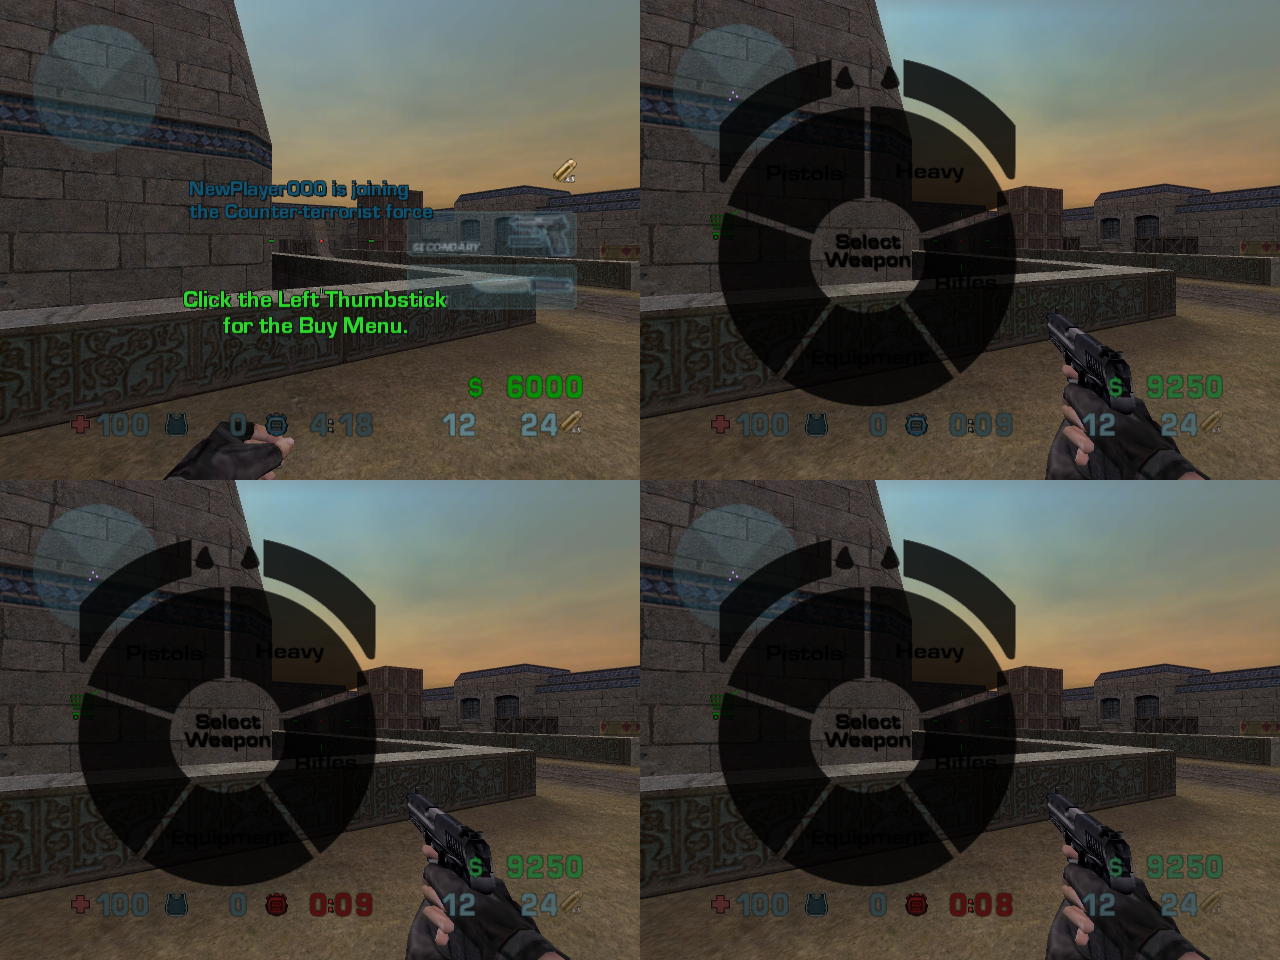 NewPlayer000 is joining
the Counter-terrorist force
SECONDARY
Click the Left Thumbstick
for the Buy Menu.
$ 6000
100 0 4:18 12 24
Pistols Heavy
Select
Weapon
Rifles
Equipment
$ 9250
100 0 0:09 12 24
Pistols Heavy
Select
Weapon
Rifles
Equipment
$ 9250
100 0 0:09 12 24
Pistols Heavy
Select
Weapon
Rifles
Equipment
$ 9250
100 0 0:08 12 24